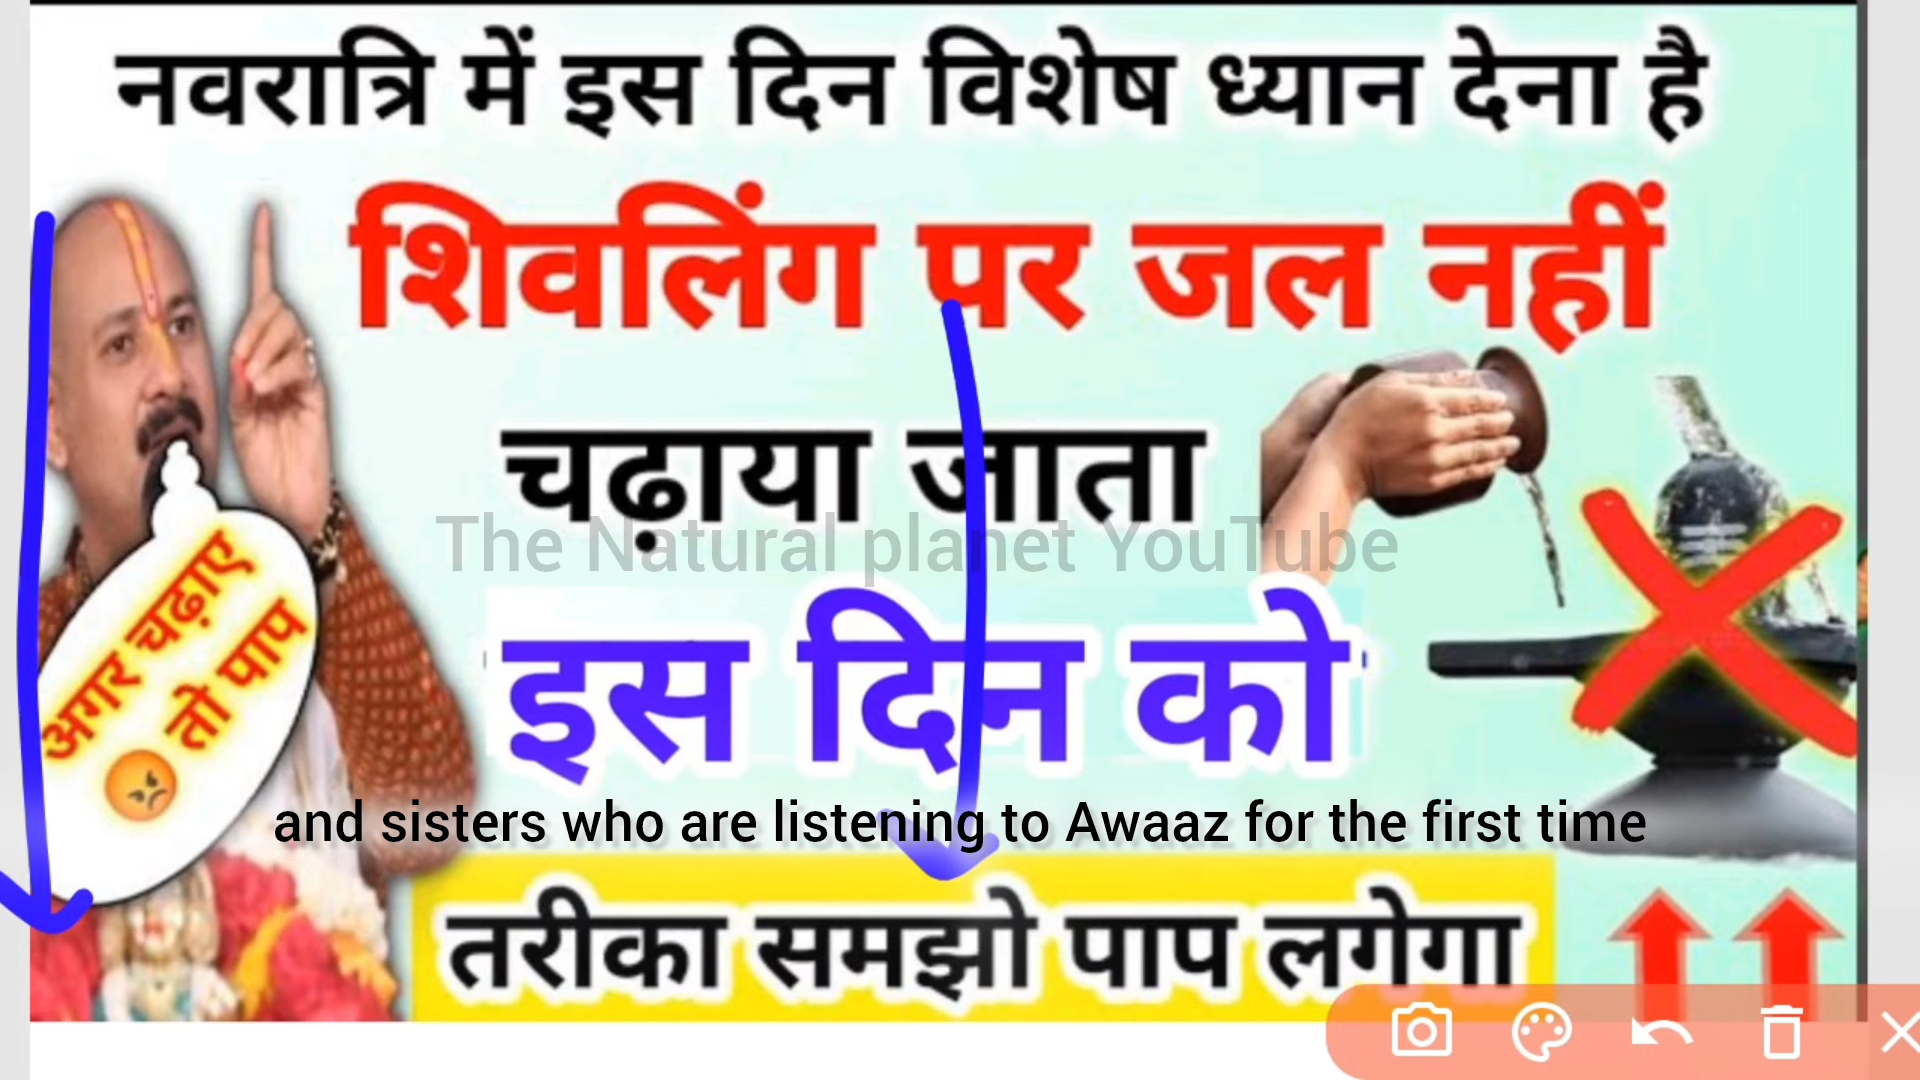 नवरात्रि में इस दिन विशेष ध्यान देना है
शिवलिंग पर जल नहीं
चढ़ाया जाता
The Natural planet YouTube
इस दिन को
अगर चढ़ाए
तो पाप
and sisters who are listening to Awaaz for the first time
तरीका समझो पाप लगेगा